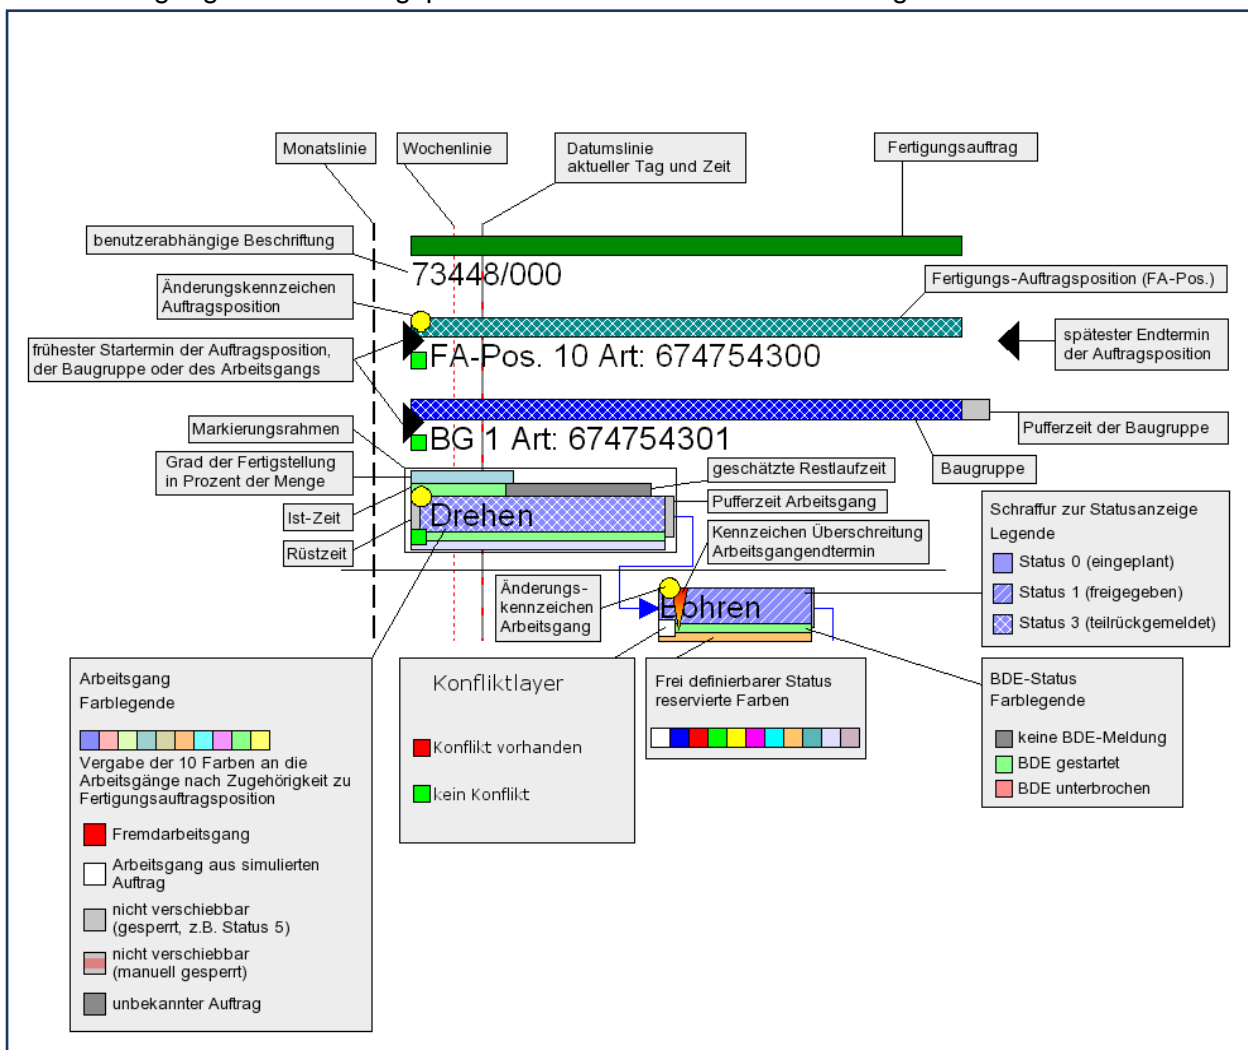 Monatslinie
Wochenlinie
Datumslinie
aktueller Tag und Zeit
Fertigungsauftrag
benutzerabhängige Beschriftung
73448/000
Änderungskennzeichen
Auftragsposition
Fertigungs-Auftragsposition (FA-Pos.)
frühester Startermin der Auftragsposition,
der Baugruppe oder des Arbeitsgangs
FA-Pos. 10 Art: 674754300
spätester Endtermin
der Auftragsposition
Markierungsrahmen
BG 1 Art: 674754301
Pufferzeit der Baugruppe
Grad der Fertigstellung
in Prozent der Menge
geschätzte Restlaufzeit
Baugruppe
Ist-Zeit
Drehen
Pufferzeit Arbeitsgang
Rüstzeit
Kennzeichen Überschreitung
Arbeitsgangendtermin
Schraffur zur Statusanzeige
Legende
Status 0 (eingeplant)
Status 1 (freigegeben)
Status 3 (teilrückgemeldet)
Änderungs-
kennzeichen
Arbeitsgang
Bohren
Arbeitsgang
Farblegende
Vergabe der 10 Farben an die
Arbeitsgänge nach Zugehörigkeit zu
Fertigungsauftragsposition
Fremdarbeitsgang
Arbeitsgang aus simulierten
Auftrag
nicht verschiebbar
(gesperrt, z.B. Status 5)
nicht verschiebbar
(manuell gesperrt)
unbekannter Auftrag
Konfliktlayer
Konflikt vorhanden
kein Konflikt
Frei definierbarer Status
reservierte Farben
BDE-Status
Farblegende
keine BDE-Meldung
BDE gestartet
BDE unterbrochen